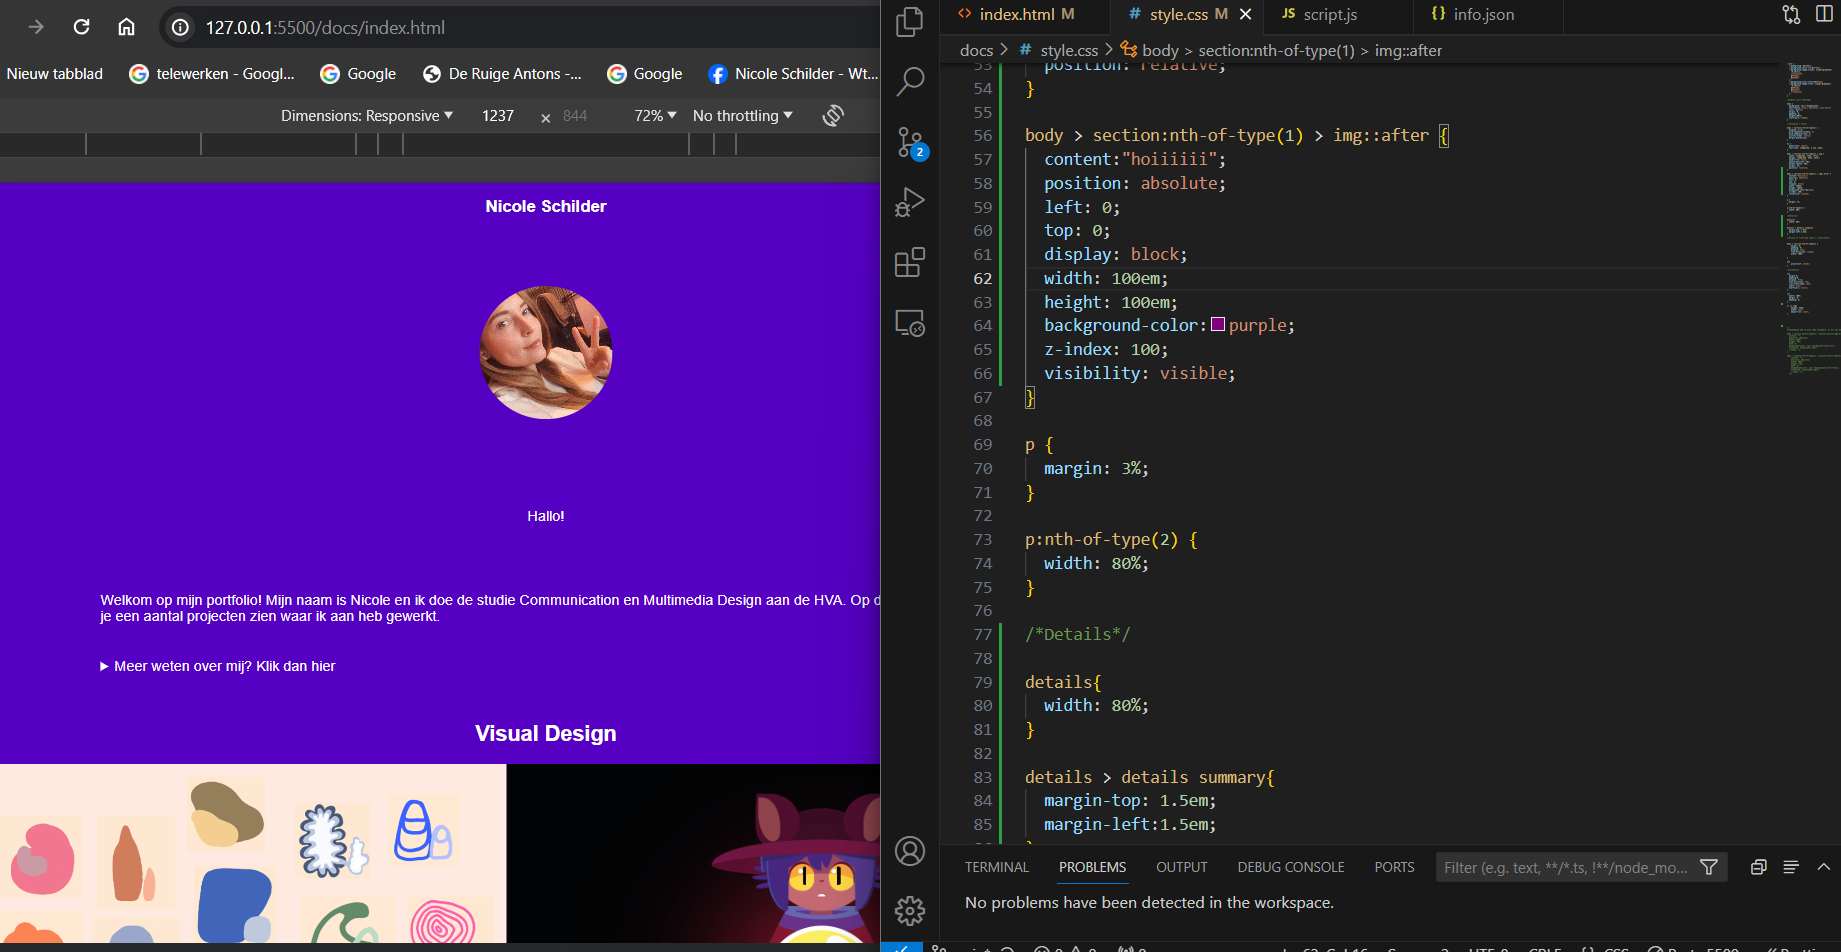 127.0.0.1:5500/docs/index.html
Nieuw tabblad
telewerken - Googl...
Google
De Ruige Antons -...
Google
Nicole Schilder - Wt...
Dimensions: Responsive ▼ 1237 × 844 72% ▼ No throttling ▼
Nicole Schilder
Hallo!
Welkom op mijn portfolio! Mijn naam is Nicole en ik doe de studie Communication en Multimedia Design aan de HVA. Op d
je een aantal projecten zien waar ik aan heb gewerkt.
▶ Meer weten over mij? Klik dan hier
Visual Design
2
<> index.html M
# style.css M ×
JS script.js
{} info.json
docs > # style.css > body > section:nth-of-type(1) > img::after
53 position: relative;
54 }
55
56 body > section:nth-of-type(1) > img::after {
57 content:"hoiiiiii";
58 position: absolute;
59 left: 0;
60 top: 0;
61 display: block;
62 width: 100em;
63 height: 100em;
64 background-color: purple;
65 z-index: 100;
66 visibility: visible;
67 }
68
69 p {
70 margin: 3%;
71 }
72
73 p:nth-of-type(2) {
74 width: 80%;
75 }
76
77 /*Details*/
78
79 details{
80 width: 80%;
81 }
82
83 details > details summary{
84 margin-top: 1.5em;
85 margin-left:1.5em;
TERMINAL PROBLEMS OUTPUT DEBUG CONSOLE PORTS
Filter (e.g. text, **/*.ts, !**/node_mo...
No problems have been detected in the workspace.